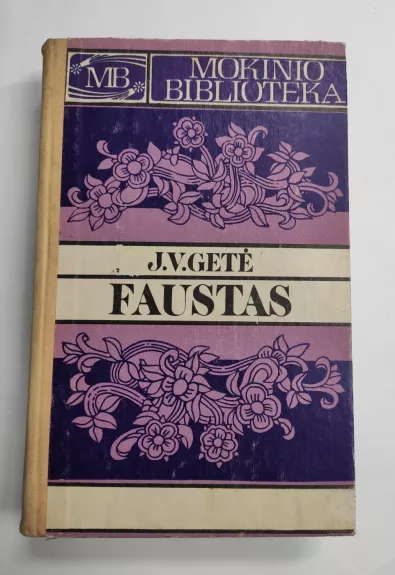 MB
MOKINIO
BIBLIOTEKA
J.V.GETĖ
FAUSTAS